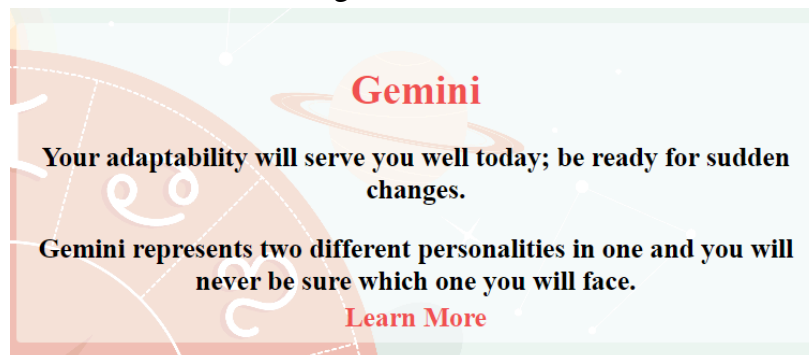 Gemini
Your adaptability will serve you well today; be ready for sudden
changes.
Gemini represents two different personalities in one and you will
never be sure which one you will face.
Learn More